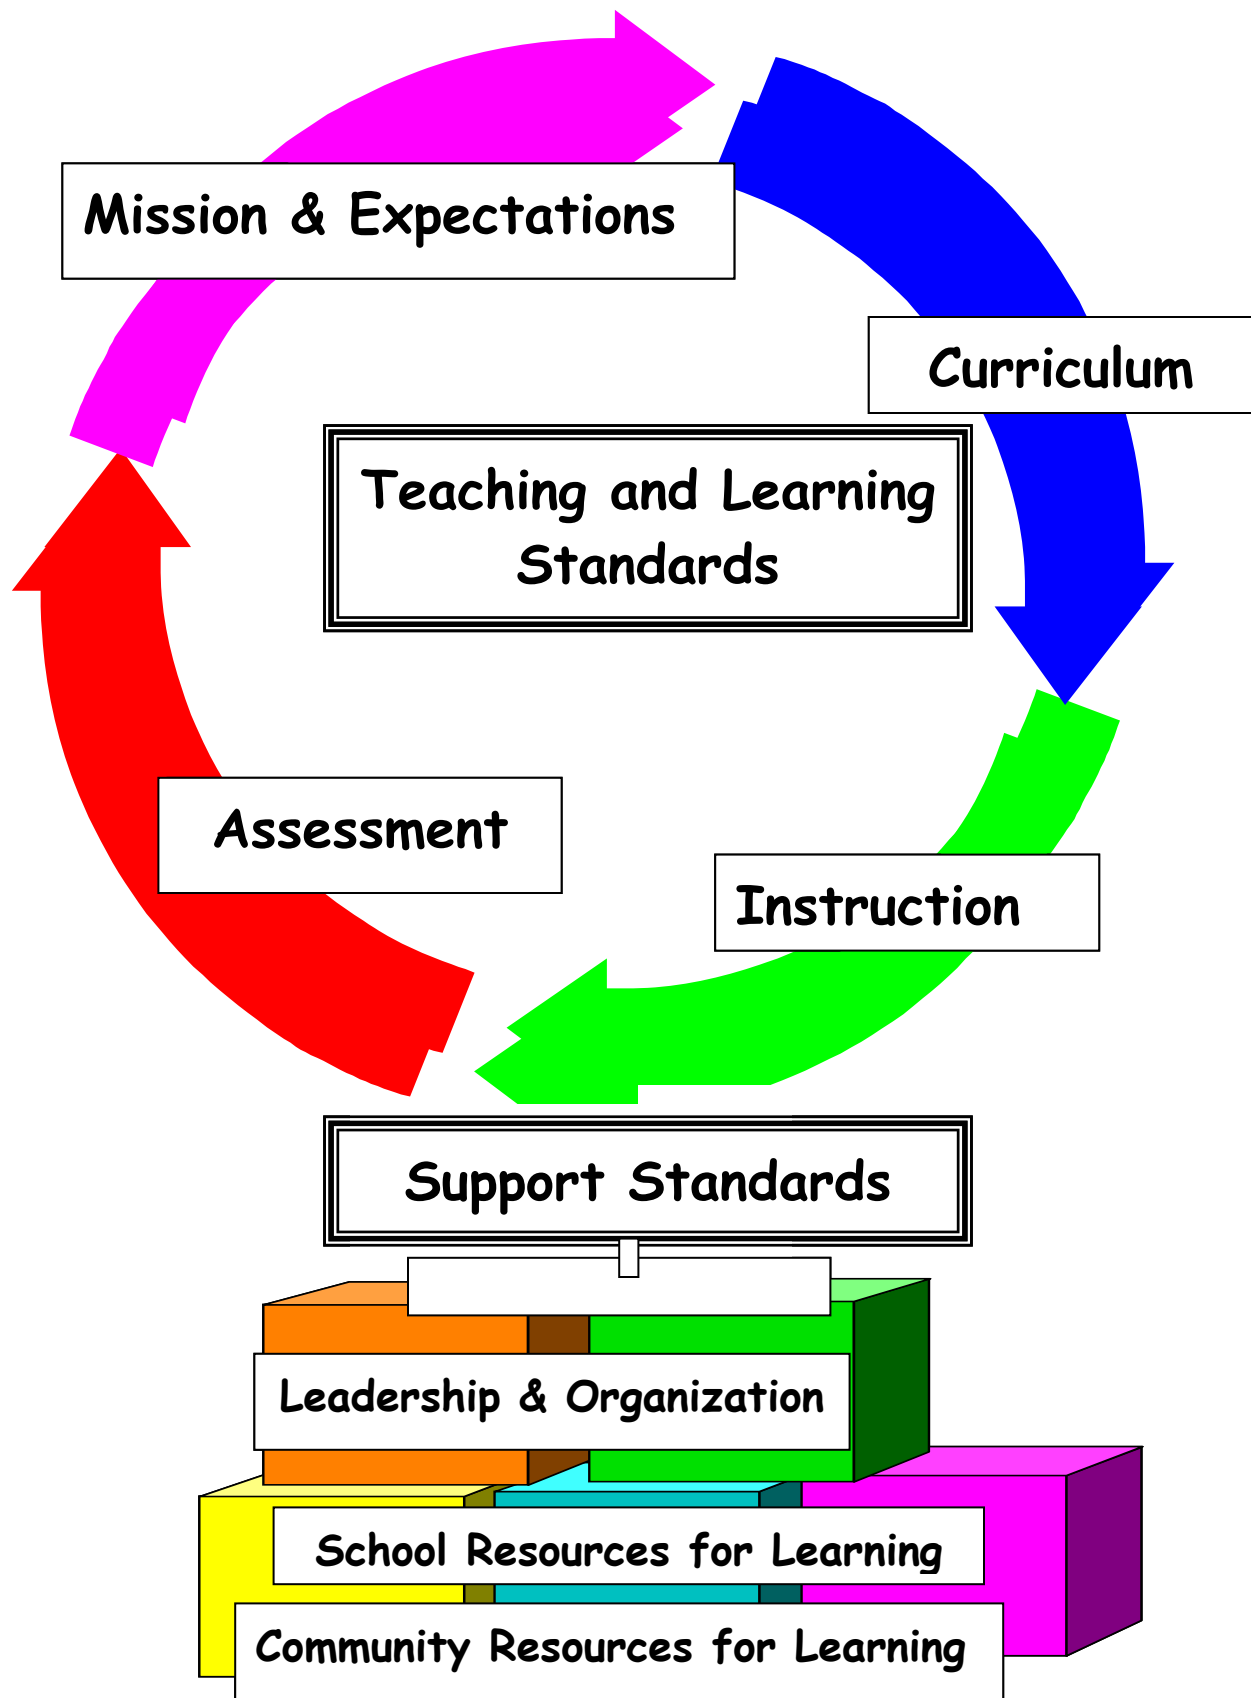 Mission & Expectations
Curriculum
Teaching and Learning
Standards
Assessment
Instruction
Support Standards
Leadership & Organization
School Resources for Learning
Community Resources for Learning